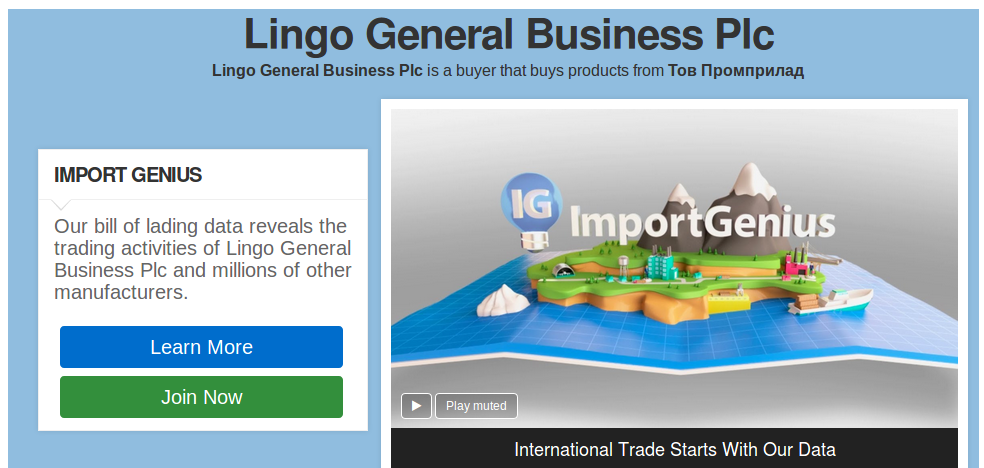 Lingo General Business Plc
Lingo General Business Plc is a buyer that buys products from Тов Промприлад
IMPORT GENIUS
Our bill of lading data reveals the
trading activities of Lingo General
Business Plc and millions of other
manufacturers.
Learn More
Join Now
IG ImportGenius
Play muted
International Trade Starts With Our Data